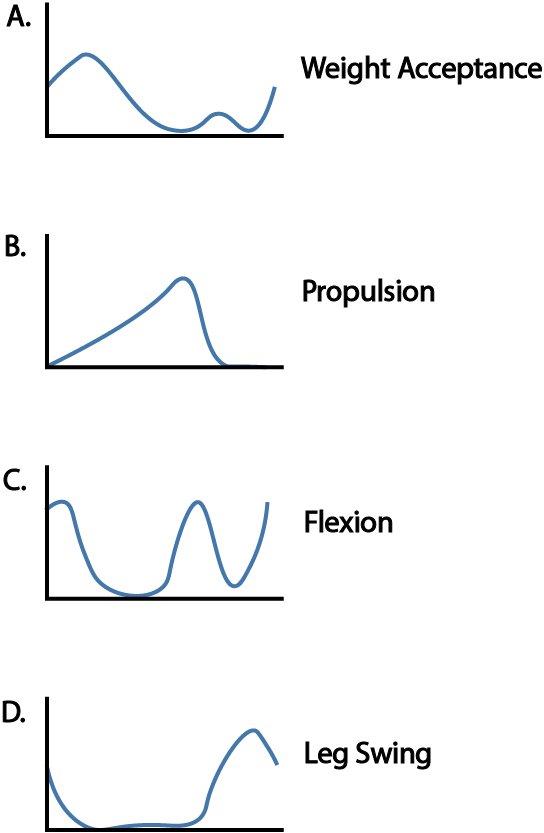 A.
Weight Acceptance
B.
Propulsion
C.
Flexion
D.
Leg Swing